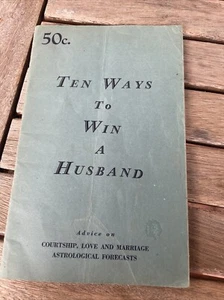 50c.
TEN WAYS
TO
WIN
A
HUSBAND
Advice on
COURTSHIP, LOVE AND MARRIAGE
ASTROLOGICAL FORECASTS